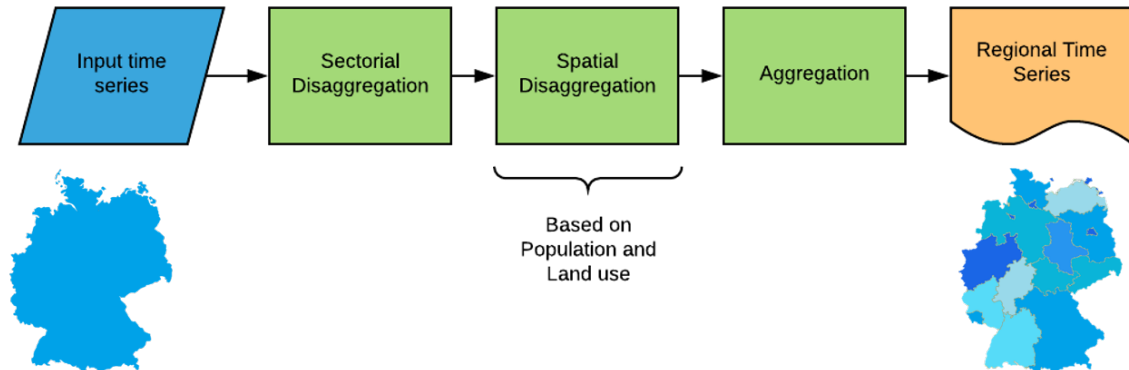 Input time
series
Sectorial
Disaggregation
Spatial
Disaggregation
Aggregation
Regional Time
Series
Based on
Population and
Land use